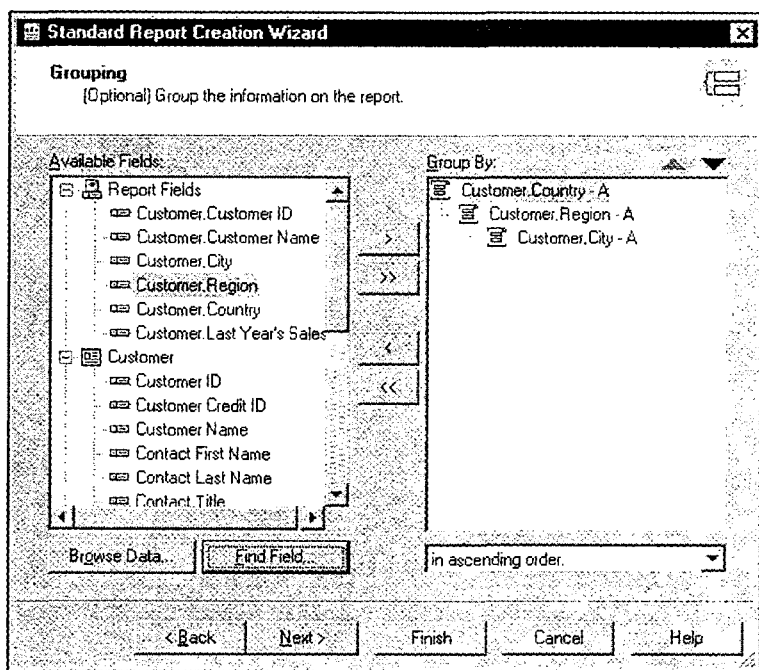 Standard Report Creation Wizard
Grouping
(Optional) Group the information on the report.
Available Fields:
Report Fields
Customer.Customer ID
Customer.Customer Name
Customer.City
Customer.Region
Customer.Country
Customer.Last Year's Sales
Customer
Customer ID
Customer Credit ID
Customer Name
Contact First Name
Contact Last Name
Contact Title
>
>>
<
<<
Group By:
Customer.Country - A
Customer.Region - A
Customer.City - A
Browse Data...
Find Field...
in ascending order.
< Back
Next >
Finish
Cancel
Help